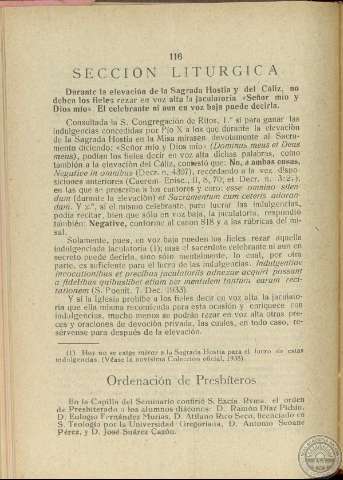 116
SECCION LITURGICA
Durante la elevación de la Sagrada Hostia y del Cáliz, no
deben los fieles rezar en voz alta la jaculatoria «Señor mío y
Dios mío». El celebrante ni aun en voz baja puede decirla.
Consultada la S. Congregación de Ritos, 1.º si para ganar las
indulgencias concedidas por Pío X a los que durante la elevación
de la Sagrada Hostia en la Misa mirasen devotamente al Sacra-
mento diciendo: «Señor mío y Dios mío» (Dominus meus et Deus
meus), podían los fieles decir en voz alta dichas palabras, como
también a la elevación del Cáliz, contestó que: No, a ambas cosas.
Negative in omnibus (Decr. n. 4397), recordando a la vez dispo-
siciones anteriores (Caerem. Episc., II, 8, 70; et Decr. n.
en las que se prescribe a los cantores y coro: esse omnino silen-
dum (durante la elevación) et Sacramentum cum ceteris adoran-
dum. Y 2.º, si el mismo celebrante, para lucrar las indulgencias,
podía recitar, bien que sólo en voz baja, la jaculatoria, respondió
también: Negative, conforme al canon 818 y a las rúbricas del mi-
sal.
Solamente, pues, en voz baja pueden los fieles rezar aquella
indulgenciada jaculatoria (1); mas el sacerdote celebrante ni aun en
secreto puede decirla, sino sólo mentalmente, lo cual, por otra
parte, es suficiente para el lucro de las indulgencias. Indulgentiae
invocationibus et precibus jaculatoriis adnexae acquiri possunt
a fidelibus quibuslibet etiam per mentalem tantum earum reci-
tationem (S. Poenit. 7. Dec. 1933).
Y si la Iglesia prohibe a los fieles decir en voz alta la jaculato-
ria que ella misma recomienda para esta ocasión y enriquece con
indulgencias, mucho menos se podrán rezar en voz alta otras pre-
ces y oraciones de devoción privada, las cuales, en todo caso, re-
sérvense para después de la elevación.
(1) Hoy no se exige mirar a la Sagrada Hostia para el lucro de estas
indulgencias. (Véase la novísima Colección oficial, 1938).
Ordenación de Presbíteros
En la Capilla del Seminario confirió S. Excia. Rvma. el orden
de Presbiterado a los alumnos diáconos: D. Ramón Díaz Pichin,
D. Eulogio Fernández Murias, D. Atilano Rico Seco, licenciado en
S. Teología por la Universidad Gregoriana, D. Antonio Seoane
Pérez, y D. José Suárez Cazón.